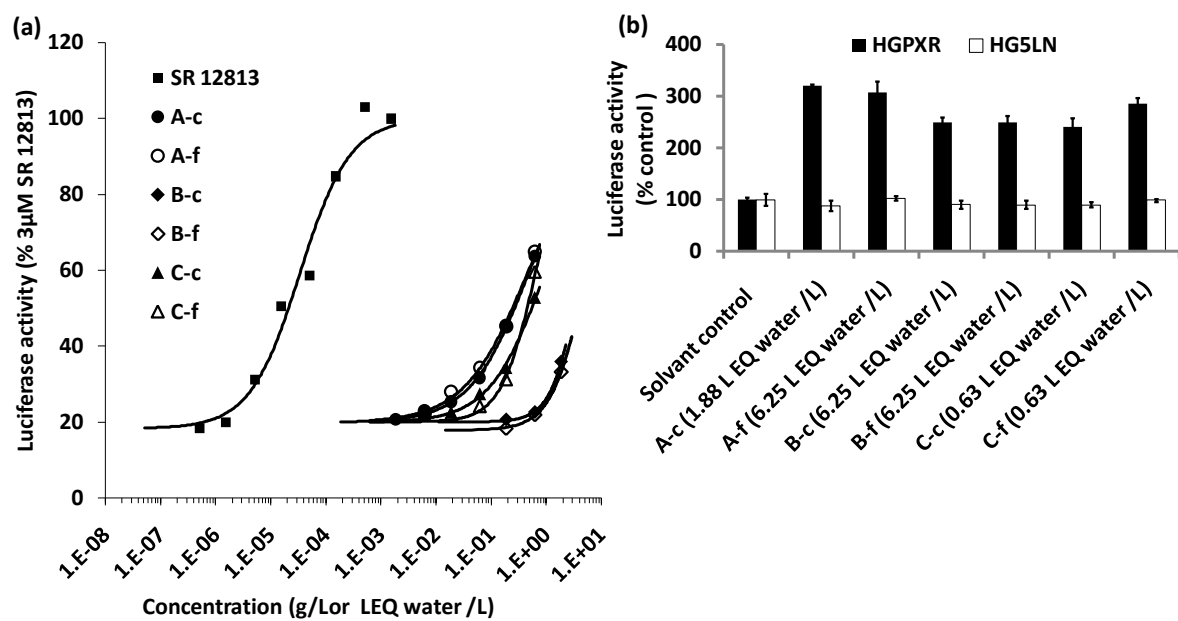 (a)
120
100
80
60
40
20
0
Luciferase activity (% 3µM SR 12813)
SR 12813
A-c
A-f
B-c
B-f
C-c
C-f
1.E-08
1.E-07
1.E-06
1.E-05
1.E-04
1.E-03
1.E-02
1.E-01
1.E+00
1.E+01
Concentration (g/Lor LEQ water /L)
(b)
HGPXR
HG5LN
400
300
200
100
0
Luciferase activity
(% control )
Solvant control
A-c (1.88 L EQ water /L)
A-f (6.25 L EQ water /L)
B-c (6.25 L EQ water /L)
B-f (6.25 L EQ water /L)
C-c (0.63 L EQ water /L)
C-f (0.63 L EQ water /L)